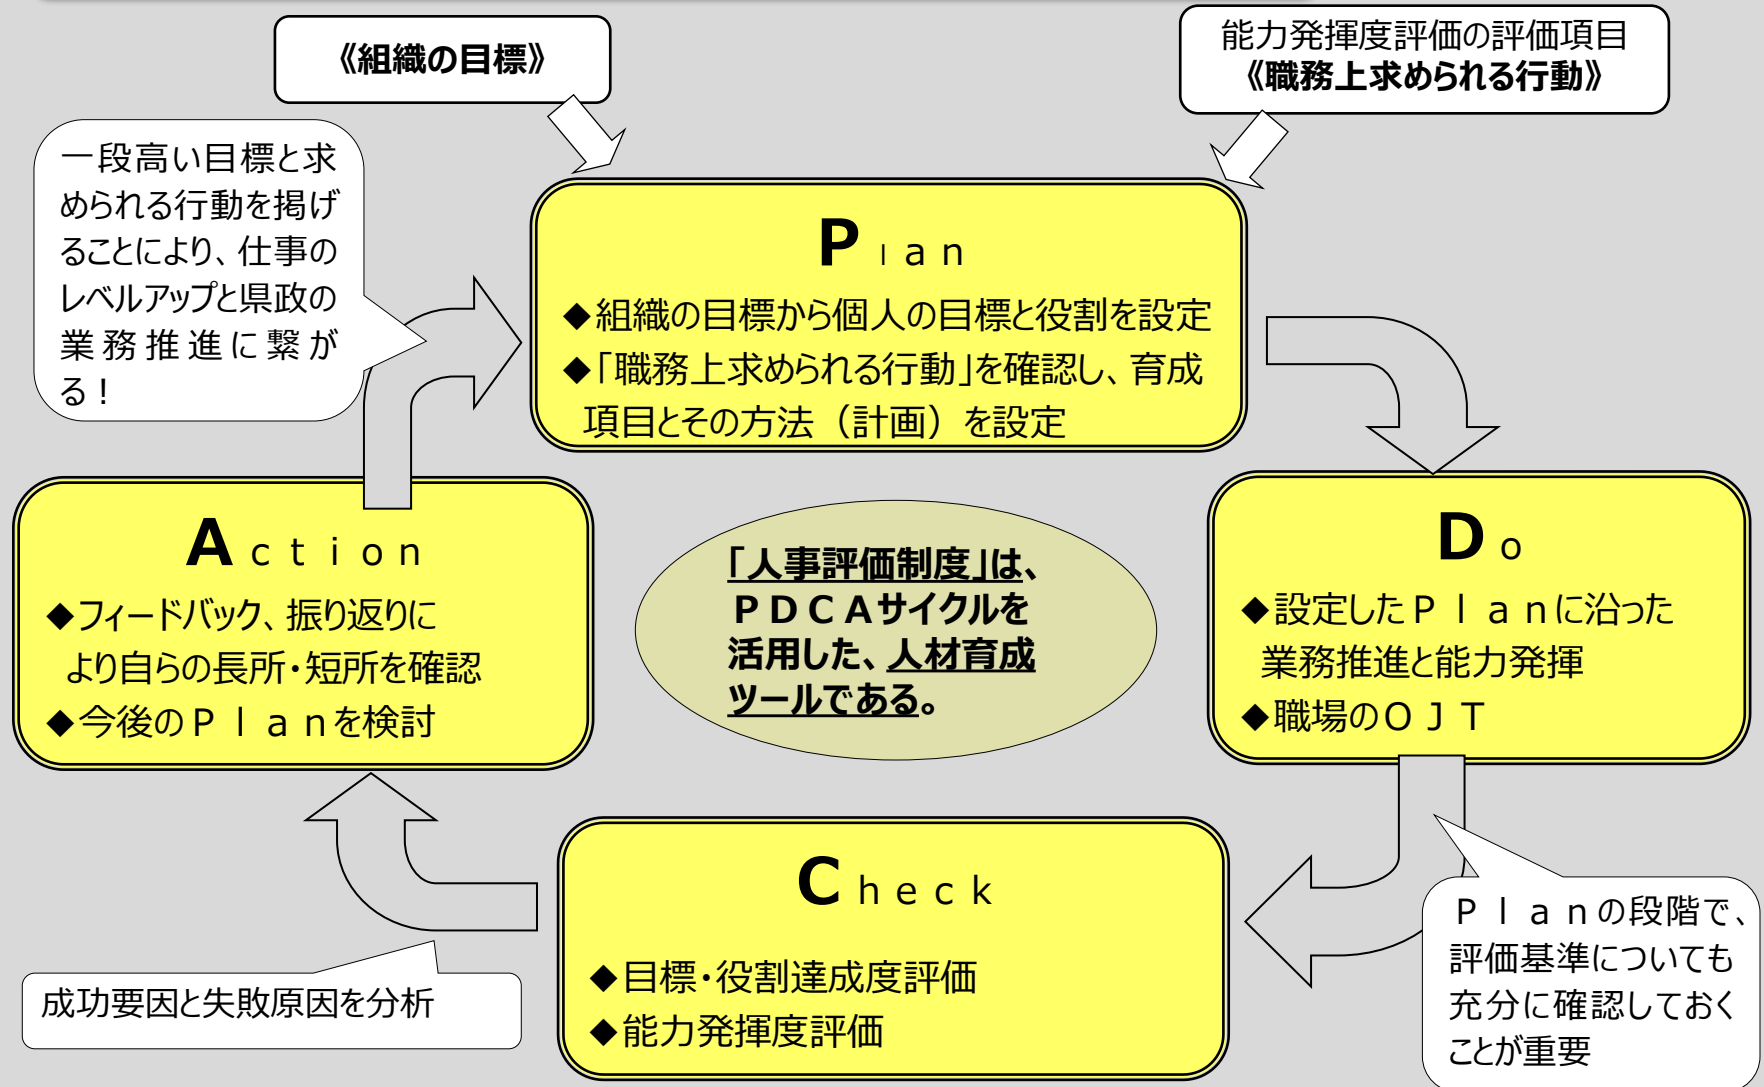 《組織の目標》
能力発揮度評価の評価項目
《職務上求められる行動》
一段高い目標と求
められる行動を掲げ
ることにより、仕事の
レベルアップと県政の
業務推進に繋が
る！
Ｐｌａｎ
◆組織の目標から個人の目標と役割を設定
◆「職務上求められる行動」を確認し、育成
項目とその方法（計画）を設定
Ａｃｔｉｏｎ
◆フィードバック、振り返りに
より自らの長所・短所を確認
◆今後のＰｌａｎを検討
「人事評価制度」は、
ＰＤＣＡサイクルを
活用した、人材育成
ツールである。
Ｄｏ
◆設定したＰｌａｎに沿った
業務推進と能力発揮
◆職場のＯＪＴ
Ｃｈｅｃｋ
◆目標・役割達成度評価
◆能力発揮度評価
成功要因と失敗原因を分析
Ｐｌａｎの段階で、
評価基準についても
充分に確認しておく
ことが重要